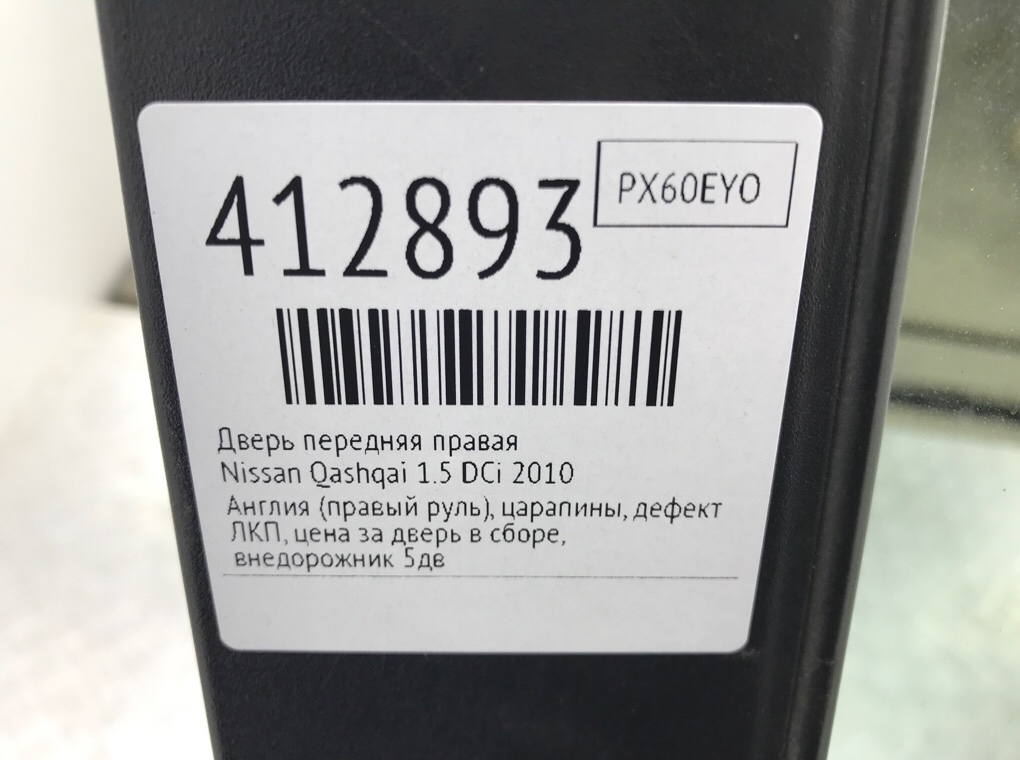 412893
PX60EYO
Дверь передняя правая
Nissan Qashqai 1.5 DCi 2010
Англия (правый руль), царапины, дефект
ЛКП, цена за дверь в сборе,
внедорожник 5дв